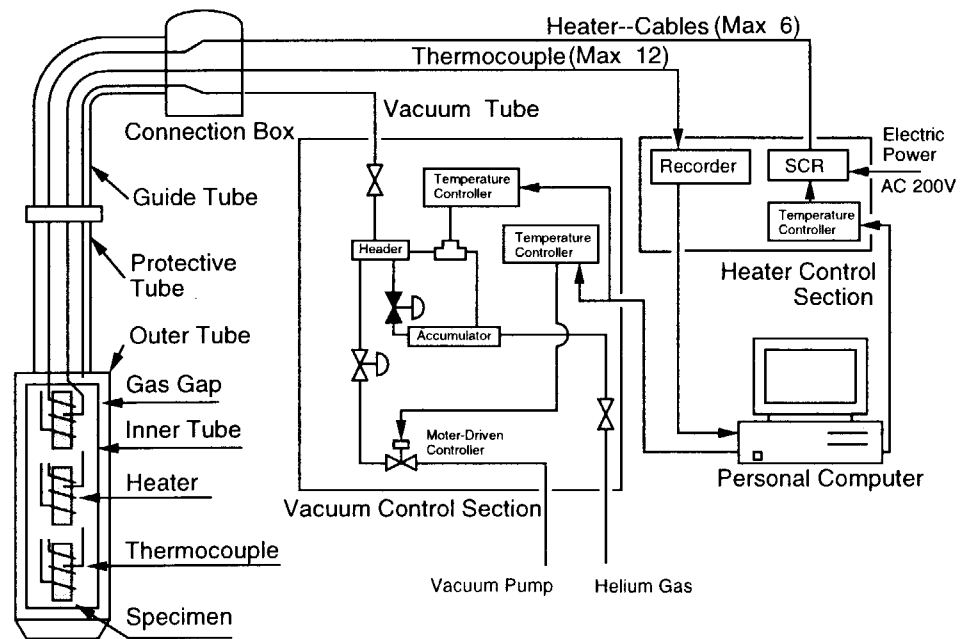 Heater--Cables (Max 6)
Thermocouple (Max 12)
Vacuum Tube
Connection Box
Guide Tube
Protective
Tube
Outer Tube
Gas Gap
Inner Tube
Heater
Thermocouple
Specimen
Temperature
Controller
Temperature
Controller
Header
Accumulator
Moter-Driven
Controller
Vacuum Control Section
Vacuum Pump
Helium Gas
Recorder
SCR
Electric
Power
AC 200V
Temperature
Controller
Heater Control
Section
Personal Computer